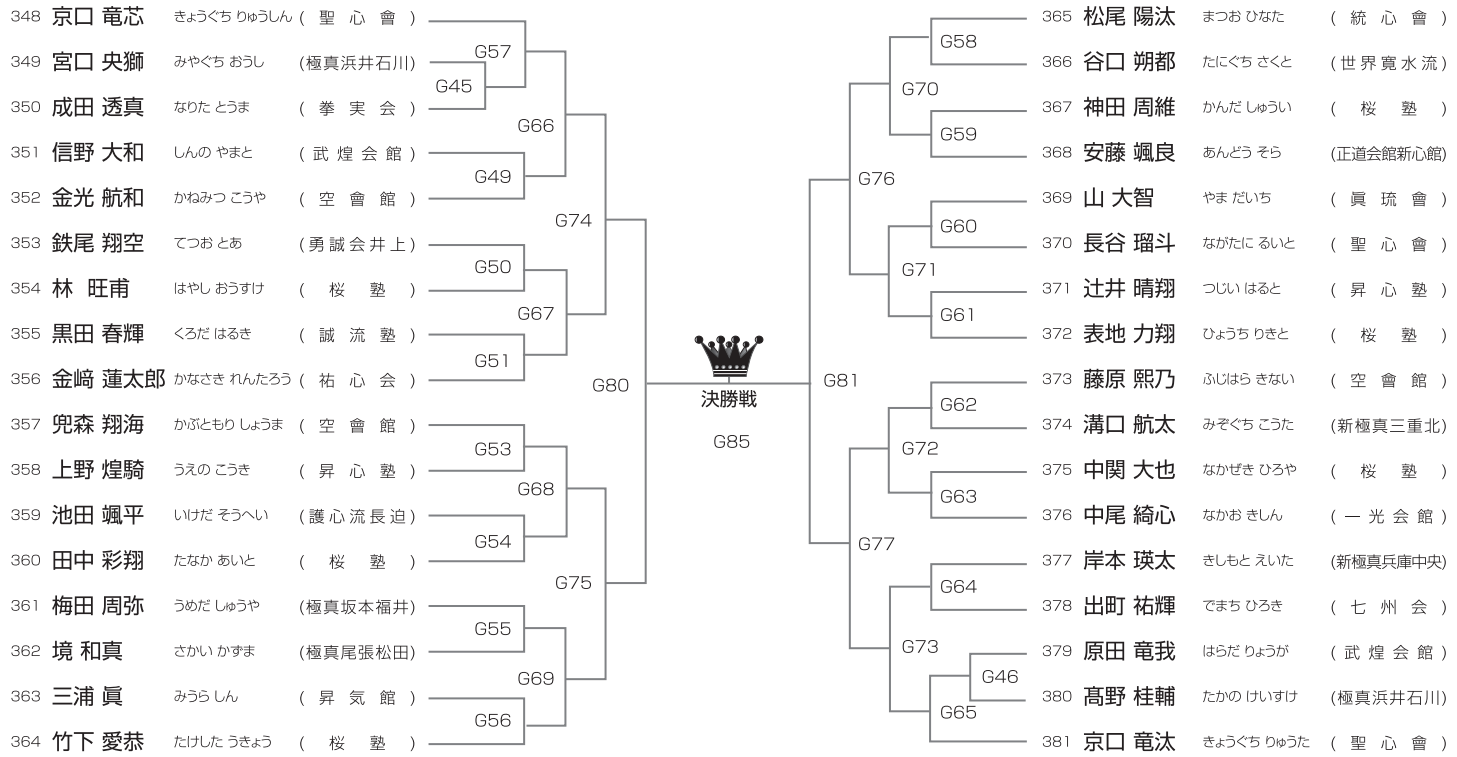 348 京口 竜芯 きょうぐち りゅうしん ( 聖心會 )
G57
349 宮口 央獅 みやぐち おうし (極真浜井石川)
G45
350 成田 透真 なりた とうま ( 拳実会 )
G66
351 信野 大和 しんの やまと ( 武煌会館 )
G49
352 金光 航和 かねみつ こうや ( 空會館 )
G74
353 鉄尾 翔空 てつお とあ (勇誠会井上)
G50
354 林 旺甫 はやし おうすけ ( 桜塾 )
G67
355 黒田 春輝 くろだ はるき ( 誠流塾 )
G51
356 金﨑 蓮太郎 かなさき れんたろう ( 祐心会 )
G80
357 兜森 翔海 かぶともり しょうま ( 空會館 )
G53
358 上野 煌騎 うえの こうき ( 昇心塾 )
G68
359 池田 颯平 いけだ そうへい (護心流長迫)
G54
360 田中 彩翔 たなか あいと ( 桜塾 )
G75
361 梅田 周弥 うめだ しゅうや (極真坂本福井)
G55
362 境 和真 さかい かずま (極真尾張松田)
G69
363 三浦 眞 みうら しん ( 昇気館 )
G56
364 竹下 愛恭 たけした うきょう ( 桜塾 )
決勝戦
G85
365 松尾 陽汰 まつお ひなた ( 統心會 )
G58
366 谷口 朔都 たにぐち さくと (世界寛水流)
G70
367 神田 周維 かんだ しゅうい ( 桜塾 )
G59
368 安藤 颯良 あんどう そら (正道会館新心館)
G76
369 山 大智 やま だいち ( 眞琉會 )
G60
370 長谷 瑠斗 ながたに るいと ( 聖心會 )
G71
371 辻井 晴翔 つじい はると ( 昇心塾 )
G61
372 表地 力翔 ひょうち りきと ( 桜塾 )
G81
373 藤原 熙乃 ふじはら きない ( 空會館 )
G62
374 溝口 航太 みぞぐち こうた (新極真三重北)
G72
375 中関 大也 なかぜき ひろや ( 桜塾 )
G63
376 中尾 綺心 なかお きしん ( 一光会館 )
G77
377 岸本 瑛太 きしもと えいた (新極真兵庫中央)
G64
378 出町 祐輝 でまち ひろき ( 七州会 )
G73
379 原田 竜我 はらだ りょうが ( 武煌会館 )
G46
380 髙野 桂輔 たかの けいすけ (極真浜井石川)
G65
381 京口 竜汰 きょうぐち りゅうた ( 聖心會 )